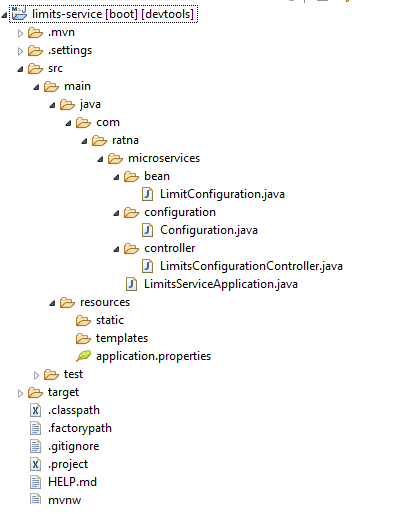 limits-service [boot] [devtools]
.mvn
.settings
src
main
java
com
ratna
microservices
bean
LimitConfiguration.java
configuration
Configuration.java
controller
LimitsConfigurationController.java
LimitsServiceApplication.java
resources
static
templates
application.properties
test
target
.classpath
.factorypath
.gitignore
.project
HELP.md
mvnw